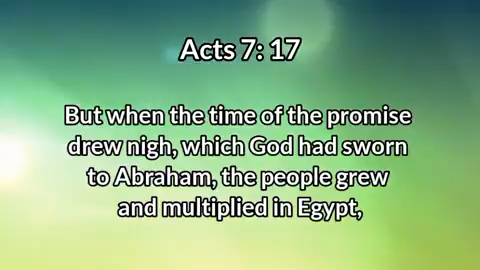 Acts 7: 17
But when the time of the promise
drew nigh, which God had sworn
to Abraham, the people grew
and multiplied in Egypt,